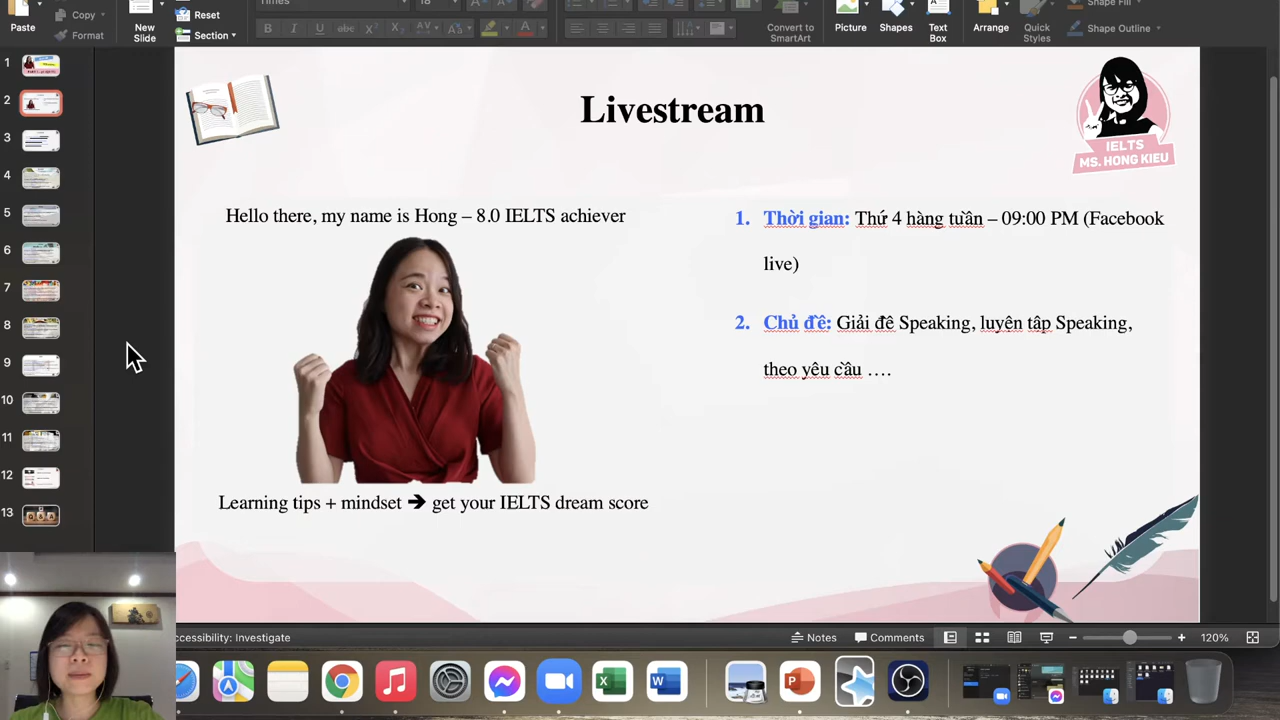 Paste
Copy
Format
New
Slide
Reset
Section
Times
18
Convert to
SmartArt
Picture
Shapes
Text
Box
Arrange
Quick
Styles
Shape Fill
Shape Outline
1
2
3
4
5
6
7
8
9
10
11
12
13
Livestream
IELTS
MS. HONG KIEU
Hello there, my name is Hong – 8.0 IELTS achiever
Learning tips + mindset ➔ get your IELTS dream score
1. Thời gian: Thứ 4 hàng tuần – 09:00 PM (Facebook
live)
2. Chủ đề: Giải đề Speaking, luyện tập Speaking,
theo yêu cầu ….
ccessibility: Investigate
Notes
Comments
120%